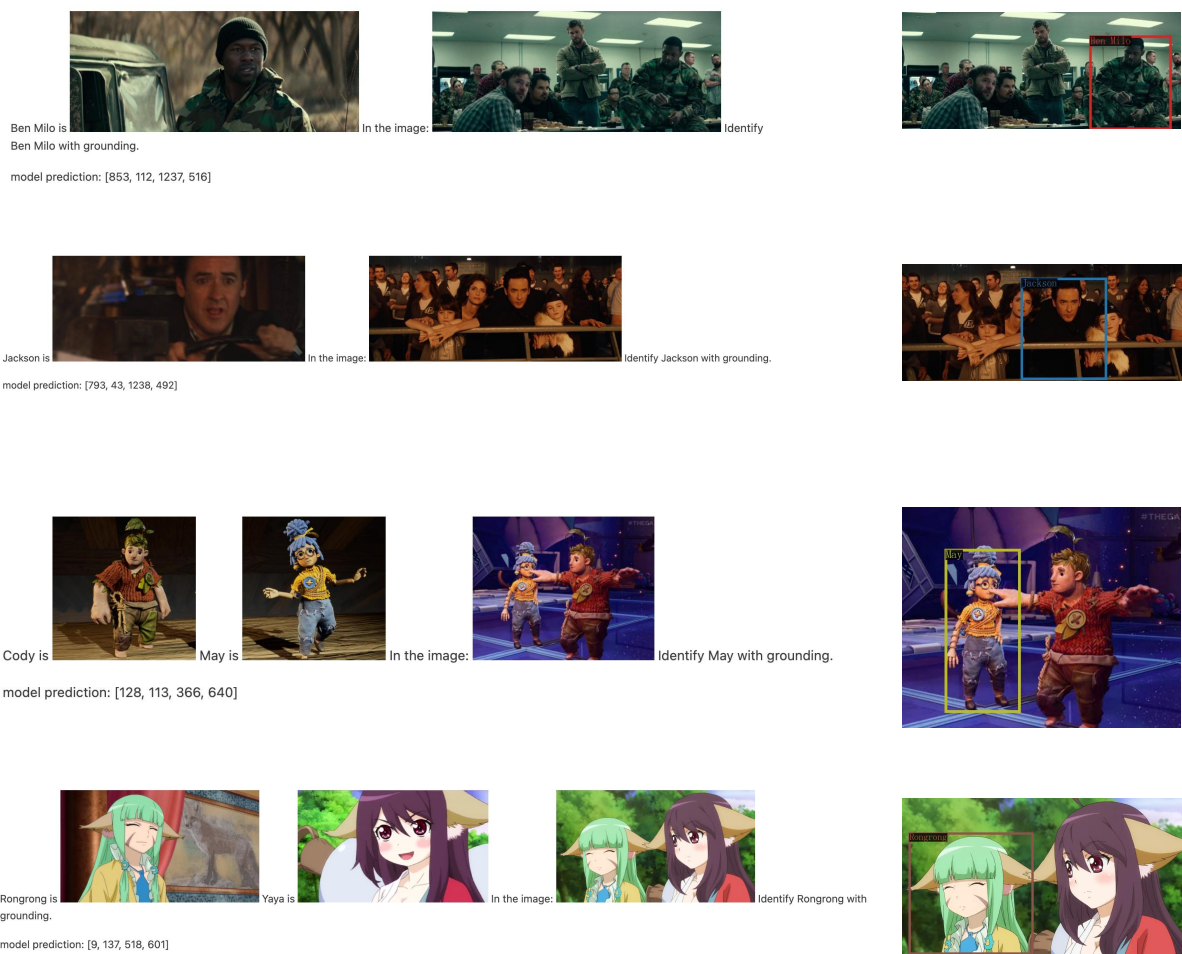 Ben Milo is In the image: Identify
Ben Milo with grounding.
model prediction: [853, 112, 1237, 516]
Ben Milo
Jackson is In the image: Identify Jackson with grounding.
model prediction: [793, 43, 1238, 492]
Jackson
Cody is May is In the image: Identify May with grounding.
model prediction: [128, 113, 366, 640]
#THEGA
May
Rongrong is Yaya is In the image: Identify Rongrong with
grounding.
model prediction: [9, 137, 518, 601]
Rongrong